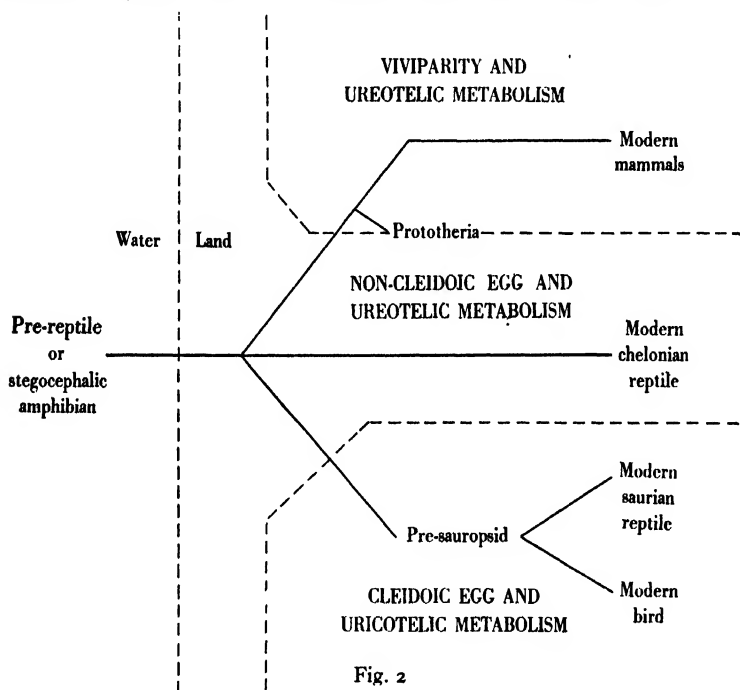 VIVIPARITY AND
UREOTELIC METABOLISM
Modern
mammals
Water
Land
Prototheria
NON-CLEIDOIC EGG AND
UREOTELIC METABOLISM
Pre-reptile
or
stegocephalic
amphibian
Modern
chelonian
reptile
Modern
saurian
reptile
Pre-sauropsid
Modern
bird
CLEIDOIC EGG AND
URICOTELIC METABOLISM
Fig. 2